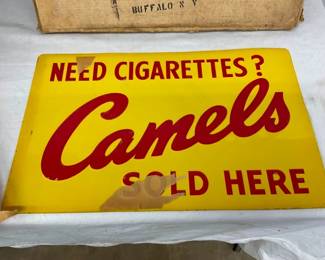 BUFFALO N Y
NEED CIGARETTES?
Camels
SOLD HERE